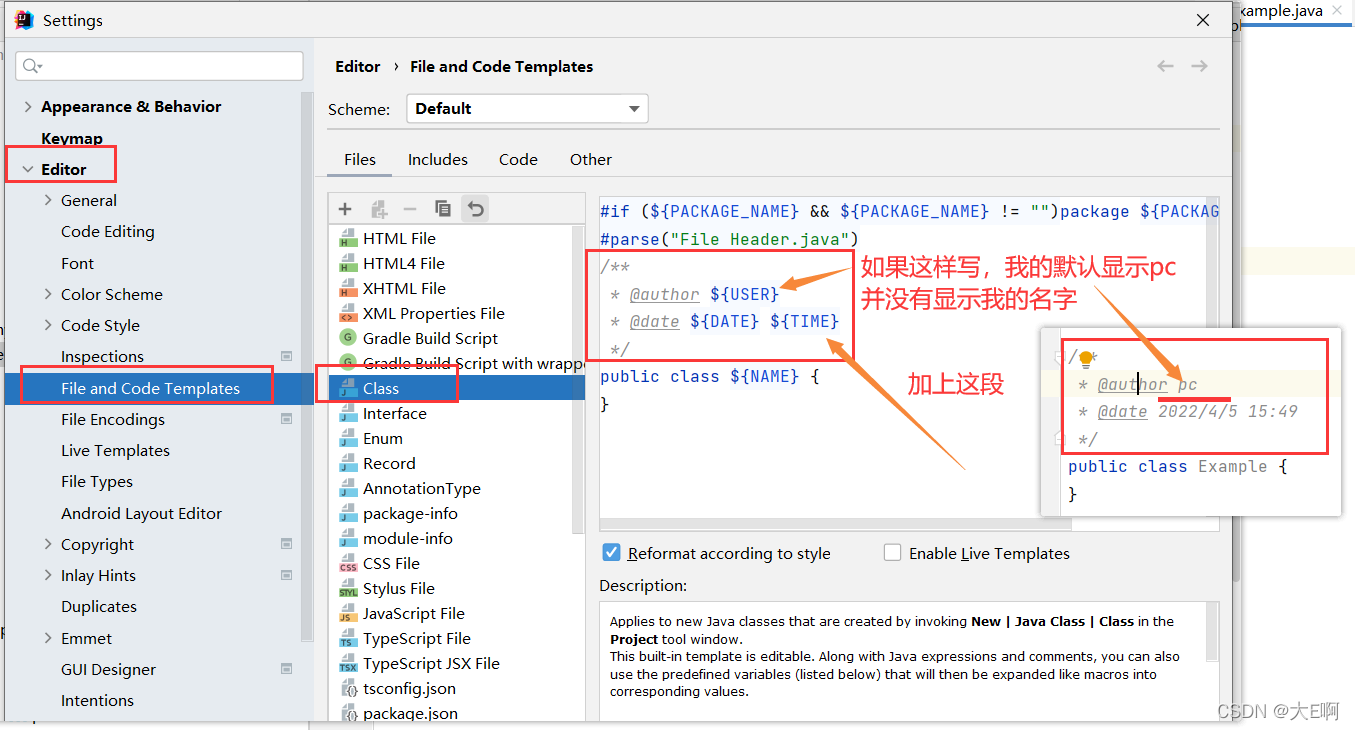 Settings
xample.java
Editor › File and Code Templates
Scheme: Default
Appearance & Behavior
Keymap
Editor
General
Code Editing
Font
Color Scheme
Code Style
Inspections
File and Code Templates
File Encodings
Live Templates
File Types
Android Layout Editor
Copyright
Inlay Hints
Duplicates
Emmet
GUI Designer
Intentions
Files Includes Code Other
HTML File
HTML4 File
XHTML File
XML Properties File
Gradle Build Script
Gradle Build Script with wrappe
Class
Interface
Enum
Record
AnnotationType
package-info
module-info
CSS File
Stylus File
JavaScript File
TypeScript File
TypeScript JSX File
tsconfig.json
package.json
#if (${PACKAGE_NAME} && ${PACKAGE_NAME} != "")package ${PACKAG
#parse("File Header.java")
/**
* @author ${USER}
* @date ${DATE} ${TIME}
*/
public class ${NAME} {
}
如果这样写，我的默认显示pc
并没有显示我的名字
加上这段
/**
* @author pc
* @date 2022/4/5 15:49
*/
public class Example {
}
Reformat according to style Enable Live Templates
Description:
Applies to new Java classes that are created by invoking New | Java Class | Class in the
Project tool window.
This built-in template is editable. Along with Java expressions and comments, you can also
use the predefined variables (listed below) that will then be expanded like macros into
corresponding values.
CSDN @大E啊